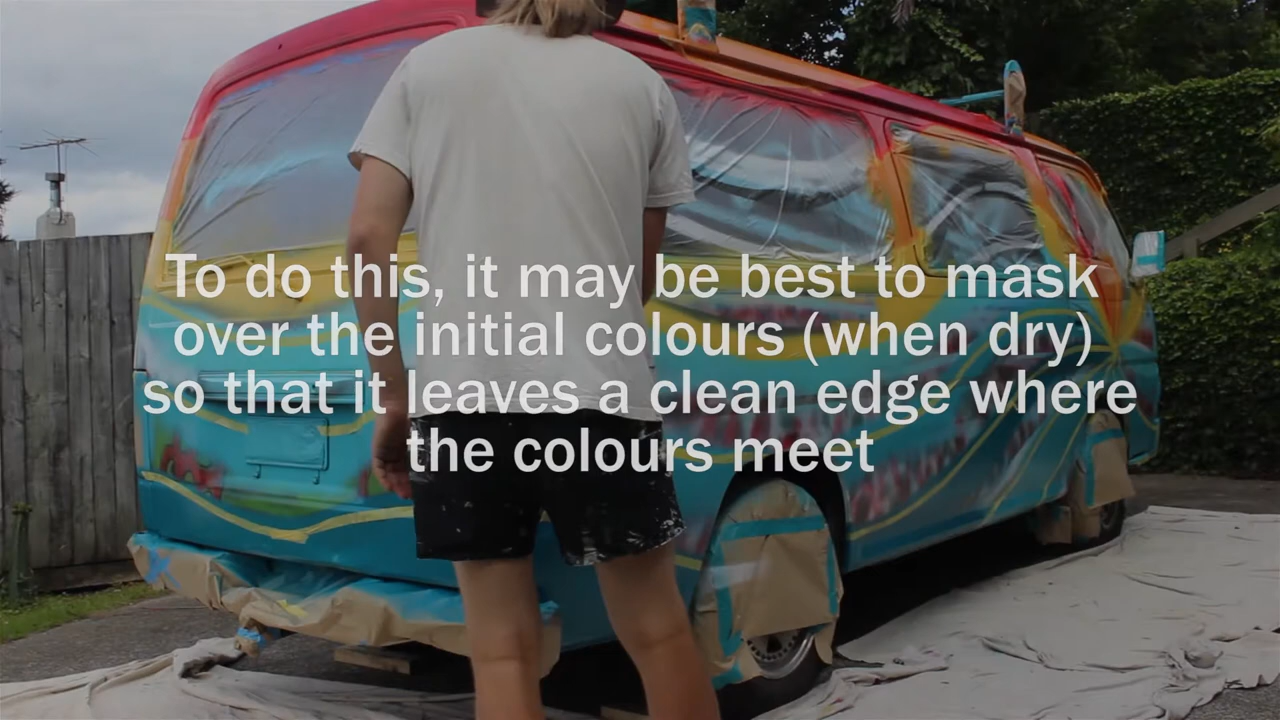 To do this, it may be best to mask
over the initial colours (when dry)
so that it leaves a clean edge where
the colours meet